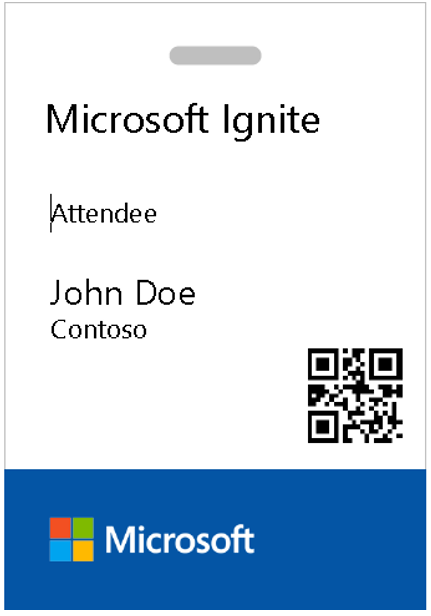 Microsoft Ignite
Attendee
John Doe
Contoso
Microsoft